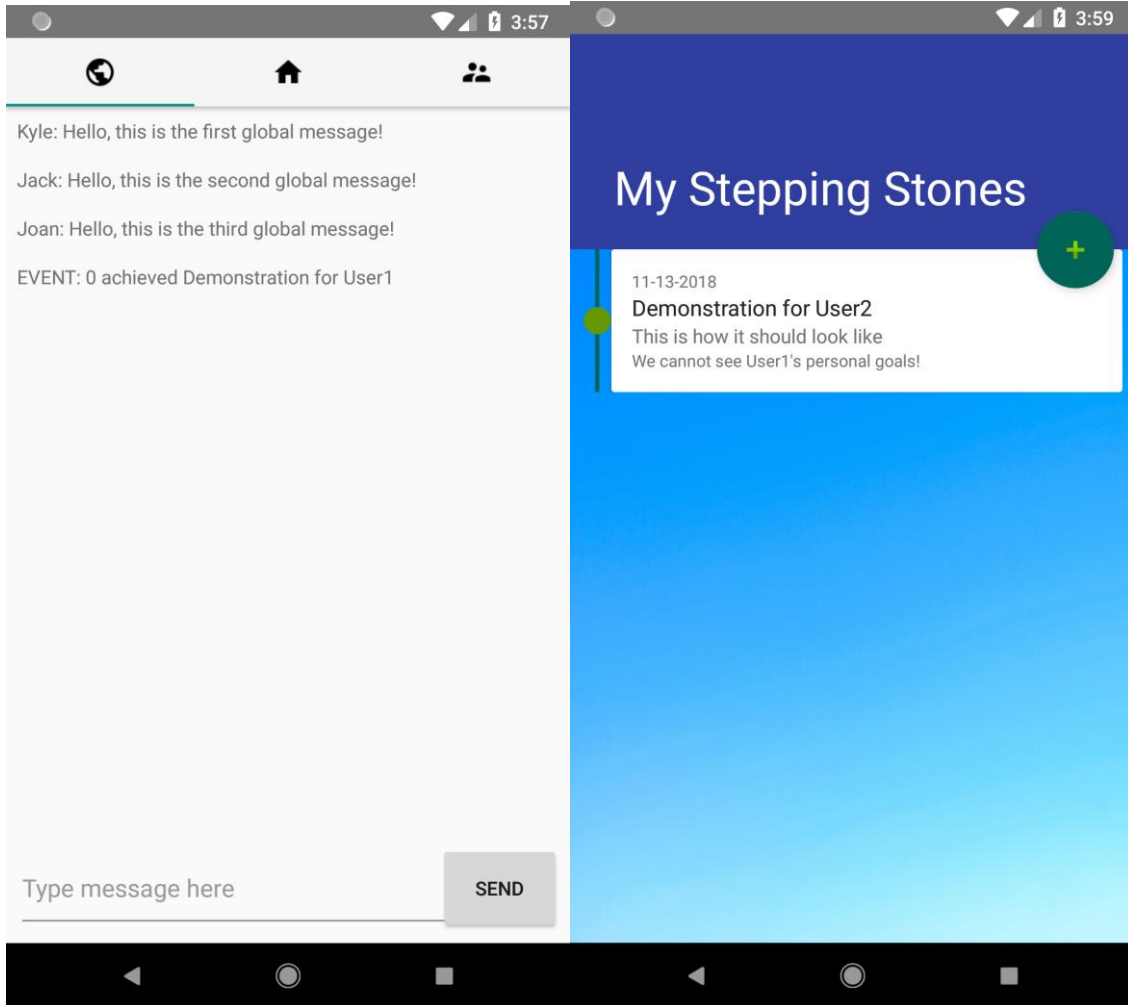 3:57
Kyle: Hello, this is the first global message!
Jack: Hello, this is the second global message!
Joan: Hello, this is the third global message!
EVENT: 0 achieved Demonstration for User1
Type message here
SEND
3:59
My Stepping Stones
+
11-13-2018
Demonstration for User2
This is how it should look like
We cannot see User1's personal goals!